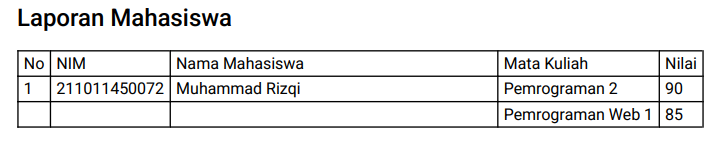 Laporan Mahasiswa
No NIM Nama Mahasiswa Mata Kuliah Nilai
1 211011450072 Muhammad Rizqi Pemrograman 2 90
Pemrograman Web 1 85